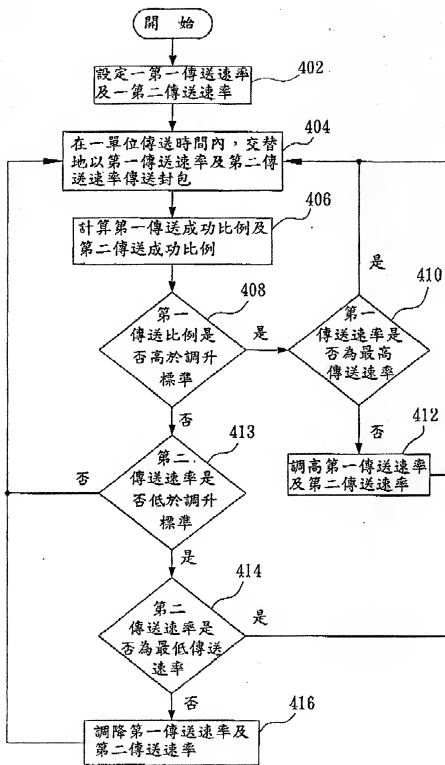 開 始
設定一第一傳送速率
及一第二傳送速率
402
在一單位傳送時間內，交替
地以第一傳送速率及第二傳
送速率傳送封包
404
計算第一傳送成功比例及
第二傳送成功比例
406
第一
傳送比例是
否高於調升
標準
408
是
否
第一
傳送速率是
否為最高
傳送速率
410
是
否
調高第一傳送速率
及第二傳送速率
412
第二
傳送速率是
否低於調升
標準
413
否
是
第二
傳送速率是
否為最低傳送
速率
414
是
否
調降第一傳送速率及
第二傳送速率
416